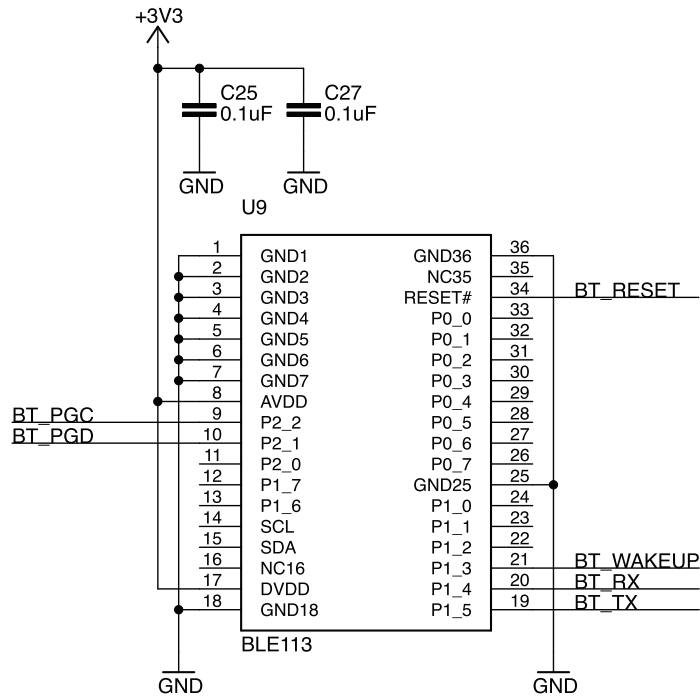 +3V3
C25
0.1uF
C27
0.1uF
GND
GND
U9
1 GND1 GND36 36
2 GND2 NC35 35
3 GND3 RESET# 34 BT_RESET
4 GND4 P0_0 33
5 GND5 P0_1 32
6 GND6 P0_2 31
7 GND7 P0_3 30
8 AVDD P0_4 29
BT_PGC 9 P2_2 P0_5 28
BT_PGD 10 P2_1 P0_6 27
11 P2_0 P0_7 26
12 P1_7 GND25 25
13 P1_6 P1_0 24
14 SCL P1_1 23
15 SDA P1_2 22
16 NC16 P1_3 21 BT_WAKEUP
17 DVDD P1_4 20 BT_RX
18 GND18 P1_5 19 BT_TX
BLE113
GND
GND